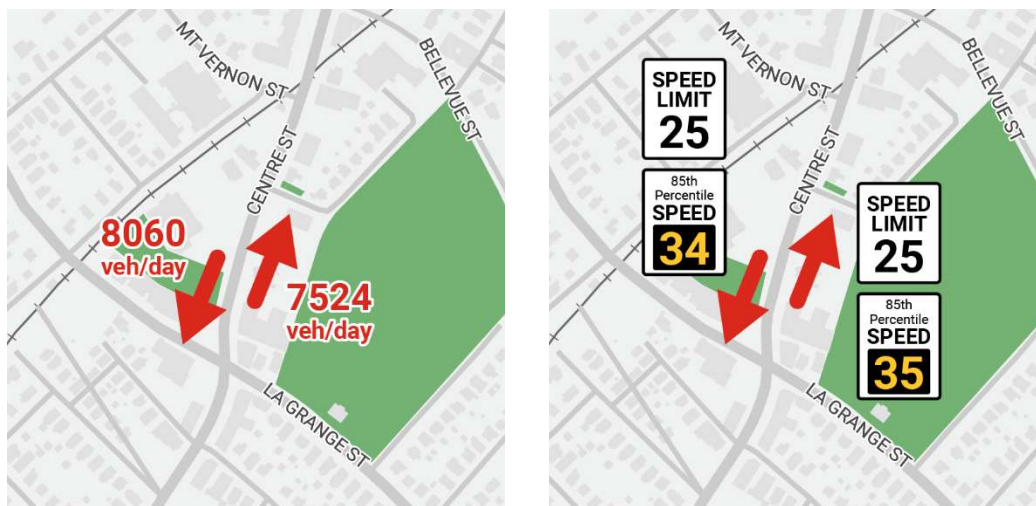 MT VERNON ST
BELLEVUE ST
CENTRE ST
8060
veh/day
7524
veh/day
LA GRANGE ST
MT VERNON ST
BELLEVUE ST
SPEED
LIMIT
25
CENTRE ST
85th
Percentile
SPEED
34
SPEED
LIMIT
25
85th
Percentile
SPEED
35
LA GRANGE ST